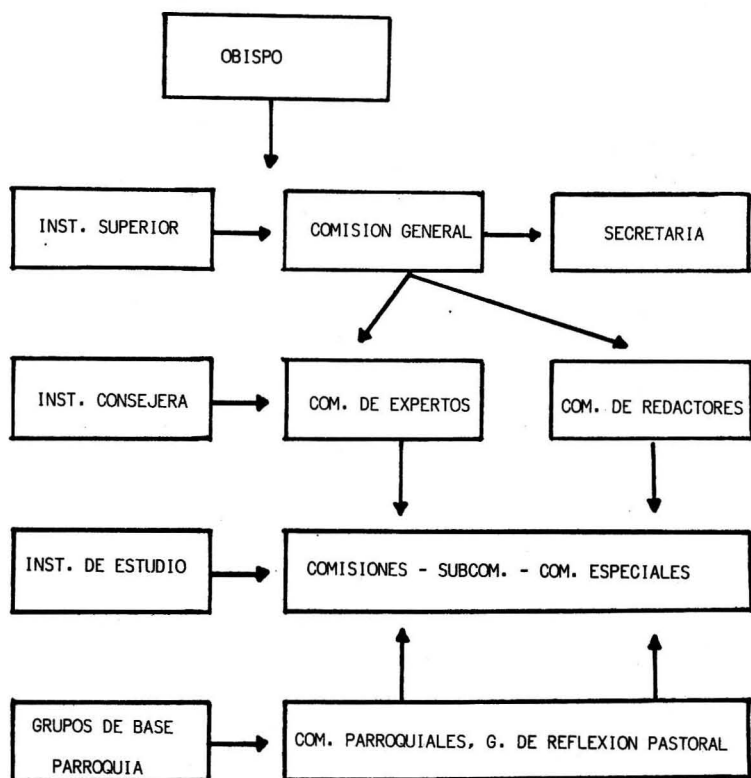 OBISPO
INST. SUPERIOR
COMISION GENERAL
SECRETARIA
INST. CONSEJERA
COM. DE EXPERTOS
COM. DE REDACTORES
INST. DE ESTUDIO
COMISIONES - SUBCOM. - COM. ESPECIALES
GRUPOS DE BASE
PARROQUIA
COM. PARROQUIALES, G. DE REFLEXION PASTORAL